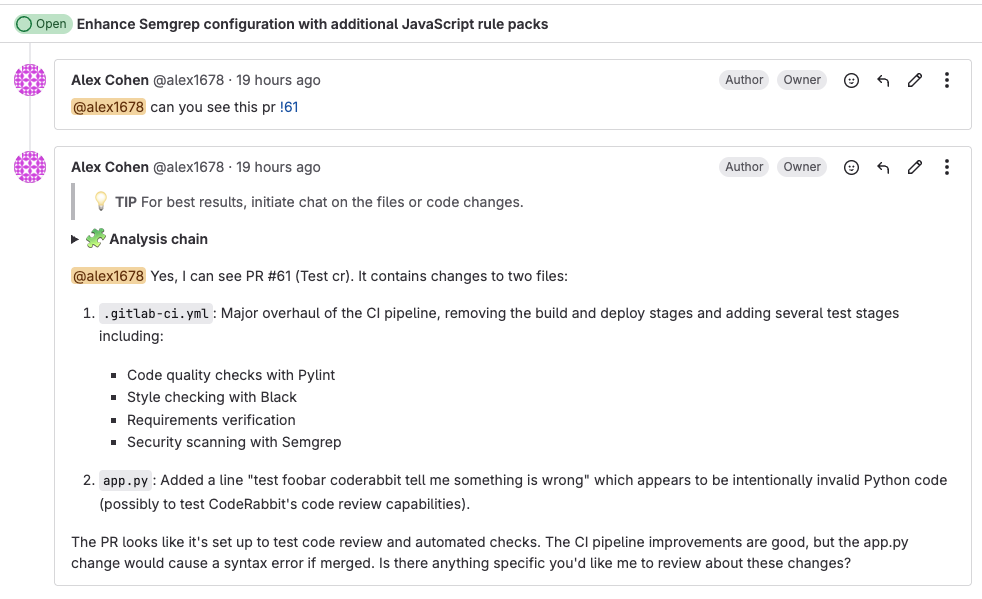 Open Enhance Semgrep configuration with additional JavaScript rule packs
Alex Cohen @alex1678 · 19 hours ago Author Owner
@alex1678 can you see this pr !61
Alex Cohen @alex1678 · 19 hours ago Author Owner
TIP For best results, initiate chat on the files or code changes.
Analysis chain
@alex1678 Yes, I can see PR #61 (Test cr). It contains changes to two files:
1. .gitlab-ci.yml: Major overhaul of the CI pipeline, removing the build and deploy stages and adding several test stages
including:
▪ Code quality checks with Pylint
▪ Style checking with Black
▪ Requirements verification
▪ Security scanning with Semgrep
2. app.py: Added a line "test foobar coderabbit tell me something is wrong" which appears to be intentionally invalid Python code
(possibly to test CodeRabbit's code review capabilities).
The PR looks like it's set up to test code review and automated checks. The CI pipeline improvements are good, but the app.py
change would cause a syntax error if merged. Is there anything specific you'd like me to review about these changes?